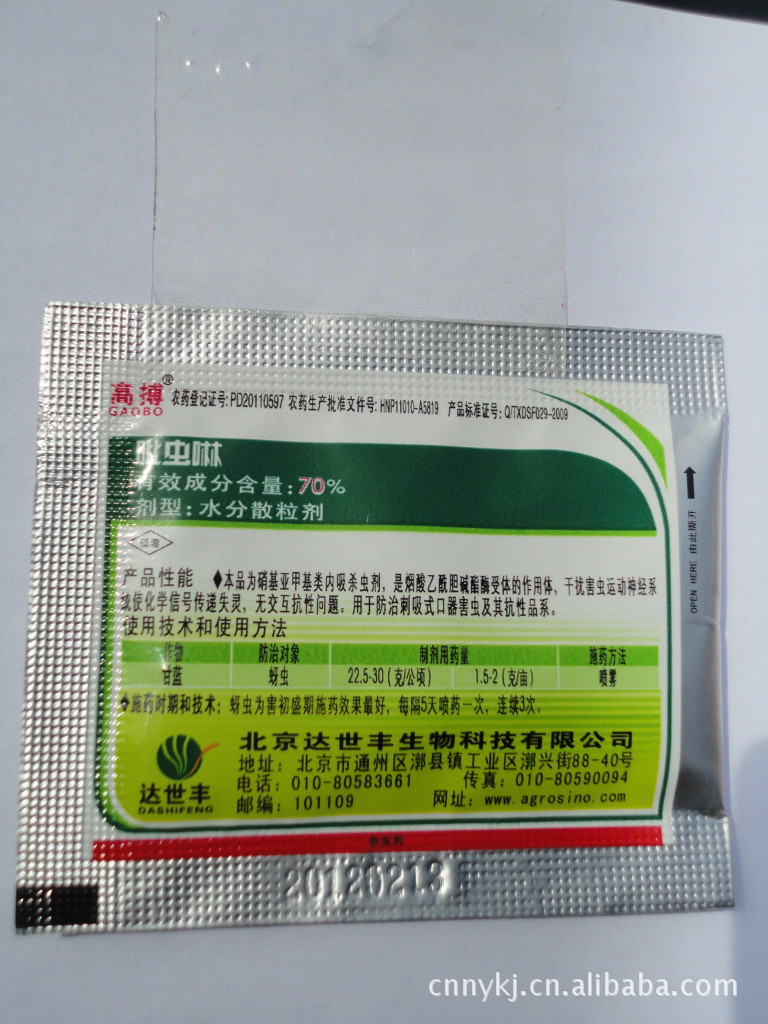 高搏®
GAOBO
农药登记证号:PD20110597 农药生产批准文件号:HNP11010-A5819 产品标准证号:Q/TXDSF029-2009
吡虫啉
有效成分含量:70%
剂型:水分散粒剂
低毒
产品性能 ◆本品为硝基亚甲基类内吸杀虫剂,是烟酸乙酰胆碱酯酶受体的作用体,干扰害虫运动神经系
统使化学信号传递失灵,无交互抗性问题。用于防治刺吸式口器害虫及其抗性品系。
使用技术和使用方法
作物 防治对象 制剂用药量 施药方法
甘蓝 蚜虫 22.5-30(克/公顷) 1.5-2(克/亩) 喷雾
◆施药时期和技术:蚜虫为害初盛期施药效果最好,每隔5天喷药一次,连续3次。
达世丰
DASHIFENG
北京达世丰生物科技有限公司
地址:北京市通州区漷县镇工业区漷兴街88-40号
电话:010-80583661 传真:010-80590094
邮编:101109 网址:www.agrosino.com
杀虫剂
20120213
OPEN HERE 由此撕开
cnnykj.cn.alibaba.com